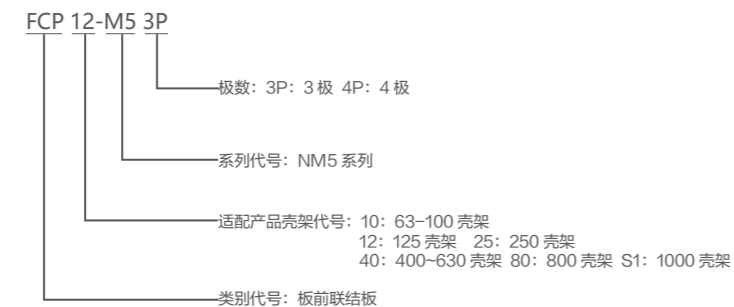 FCP 12-M5 3P
极数：3P：3 极 4P：4 极
系列代号：NM5 系列
适配产品壳架代号：10：63-100 壳架
12：125 壳架 25：250 壳架
40：400~630 壳架 80：800 壳架 S1：1000 壳架
类别代号：板前联结板